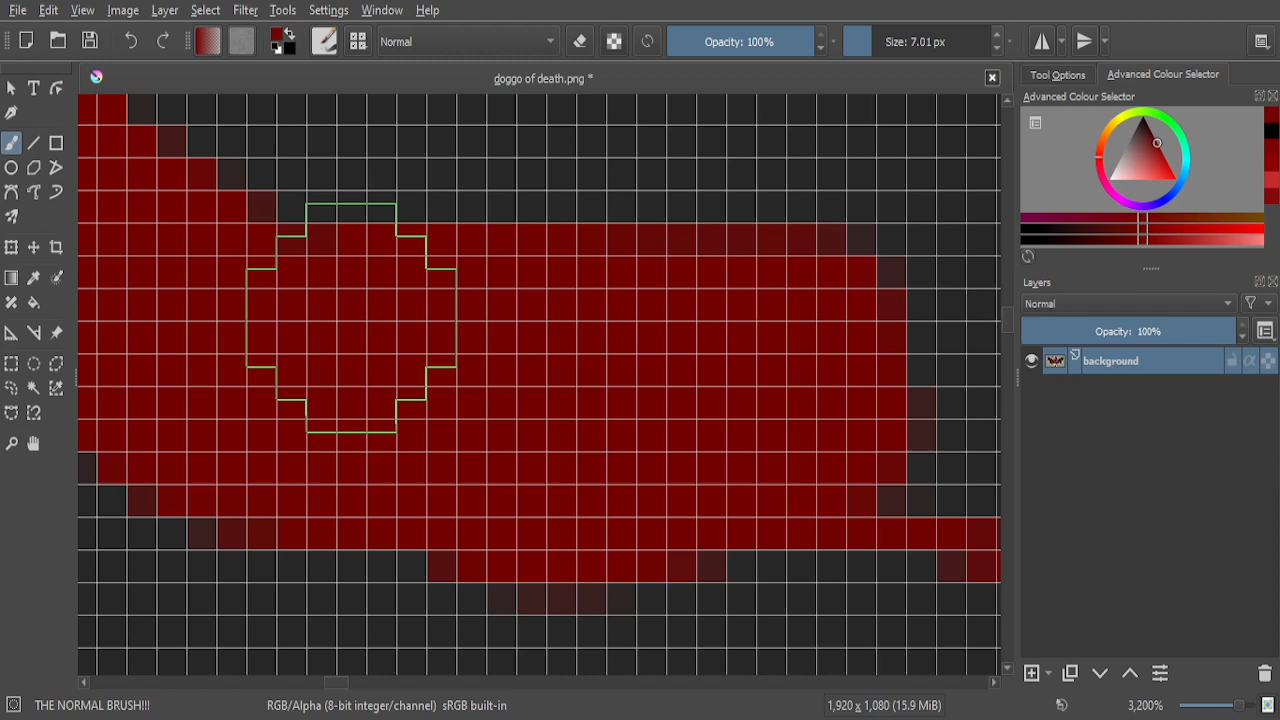 File Edit View Image Layer Select Filter Tools Settings Window Help
Normal Opacity: 100% Size: 7.01 px
doggo of death.png *
Tool Options Advanced Colour Selector
Advanced Colour Selector
Layers
Normal
Opacity: 100%
background
THE NORMAL BRUSH!!! RGB/Alpha (8-bit integer/channel) sRGB built-in 1,920 x 1,080 (15.9 MiB) 3,200%